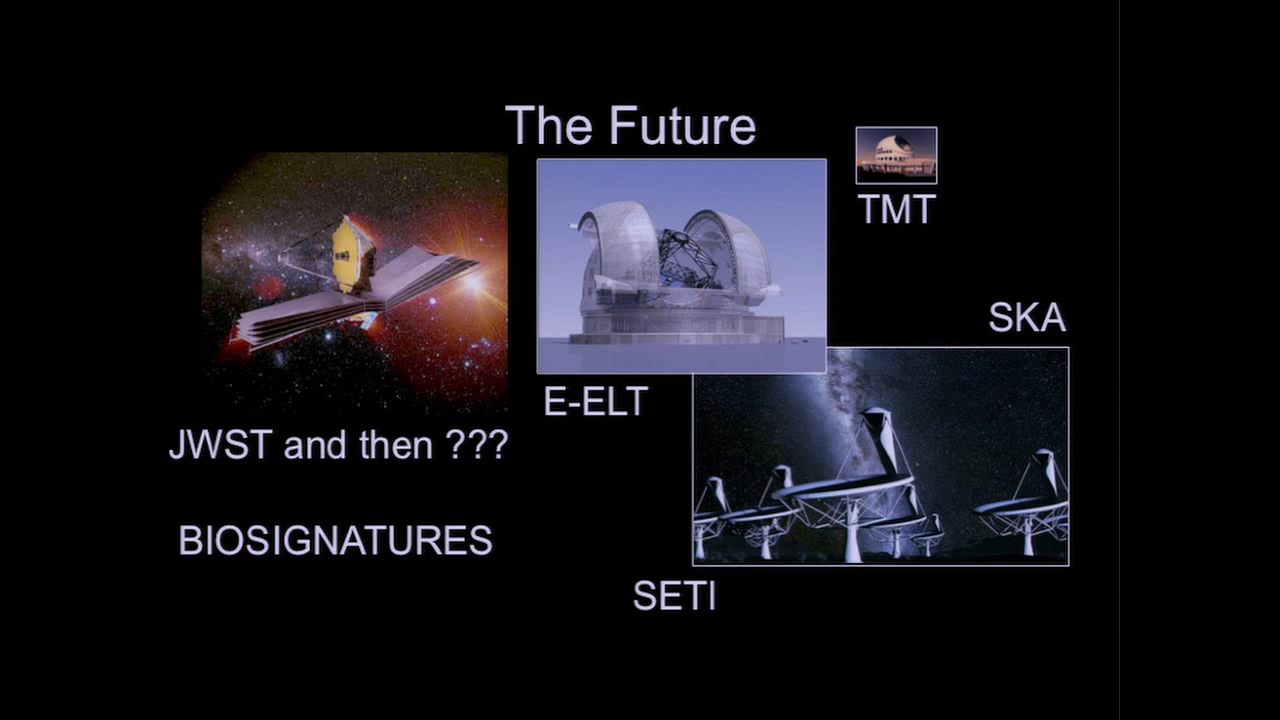 The Future
TMT
SKA
E-ELT
JWST and then ???
BIOSIGNATURES
SETI